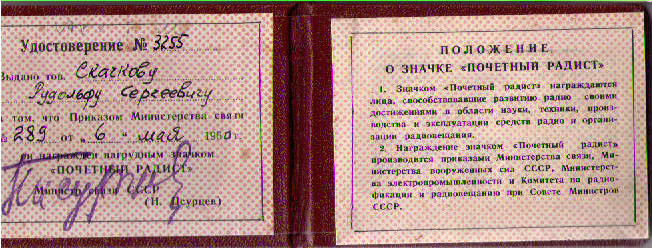 Удостоверение № 3255
Выдано тов. Скачкову
Рудольфу Сергеевичу
том, что Приказом Министерства связи
289 от „6" мая 1960 г.
он награжден нагрудным значком
«ПОЧЕТНЫЙ РАДИСТ»
Министр связи СССР
(Н. Псурцев)
ПОЛОЖЕНИЕ
О ЗНАЧКЕ «ПОЧЕТНЫЙ РАДИСТ»
1. Значком «Почетный радист» награждаются
лица, способствовавшие развитию радио своими
достижениями в области науки, техники, произ-
водства и эксплуатации средств радио и органи-
зации радиовещания.
2. Награждение значком «Почетный радист»
производится приказами Министерства связи, Ми-
нистерства вооруженных сил СССР, Министерст-
ва электропромышленности и Комитета по радио-
фикации и радиовещанию при Совете Министров
СССР.